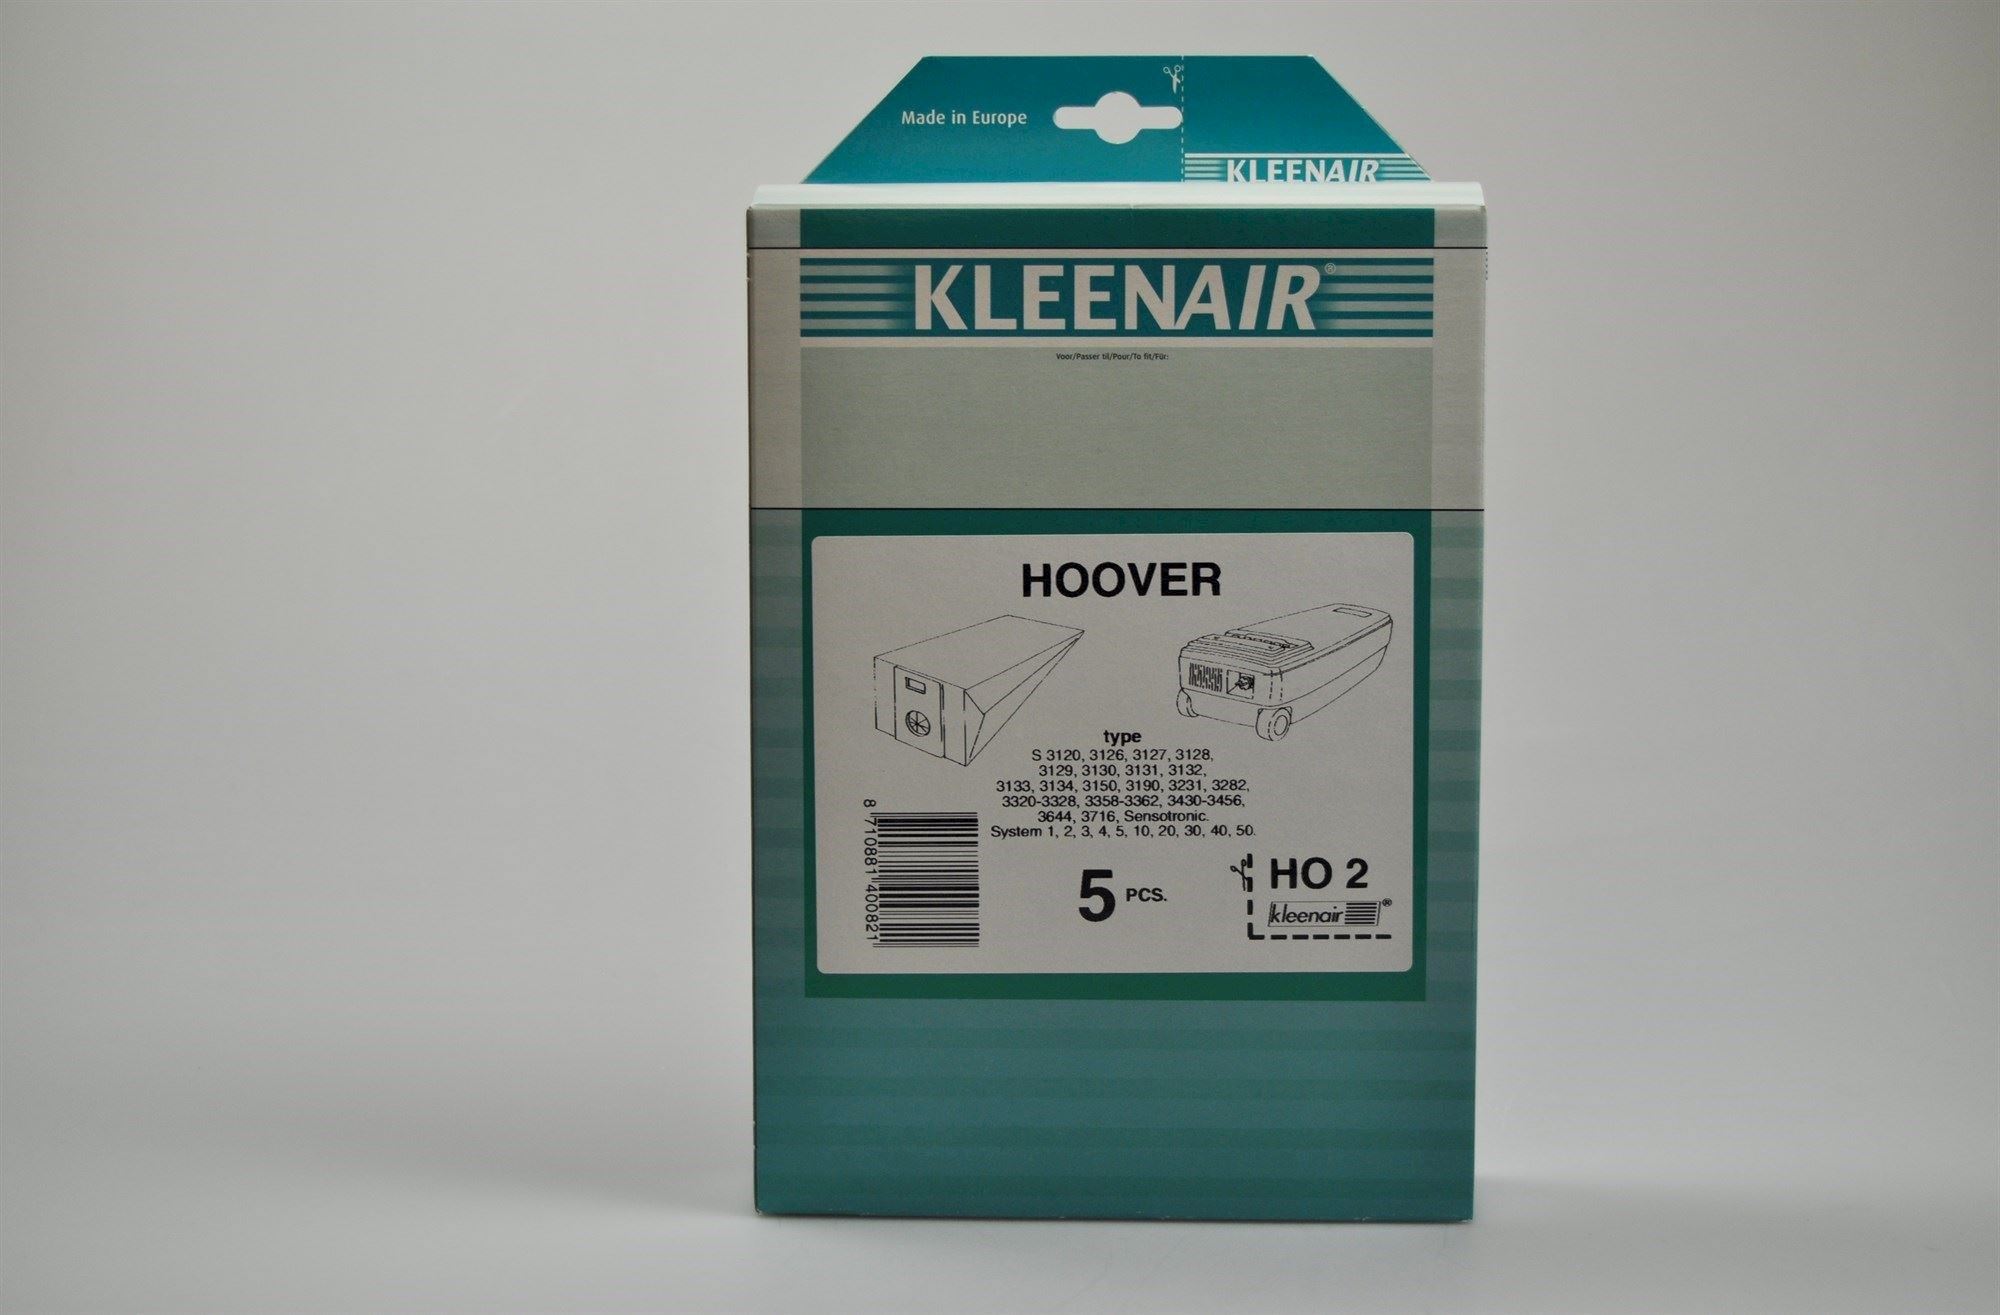 Made in Europe
KLEENAIR
KLEENAIR®
Voor/Passer til/Pour/To fit/Für:
HOOVER
type
S 3120, 3126, 3127, 3128,
3129, 3130, 3131, 3132,
3133, 3134, 3150, 3190, 3231, 3282,
3320-3328, 3358-3362, 3430-3456,
3644, 3716, Sensotronic.
System 1, 2, 3, 4, 5, 10, 20, 30, 40, 50.
8 710881 400821
5 PCS.
HO 2
kleenair®